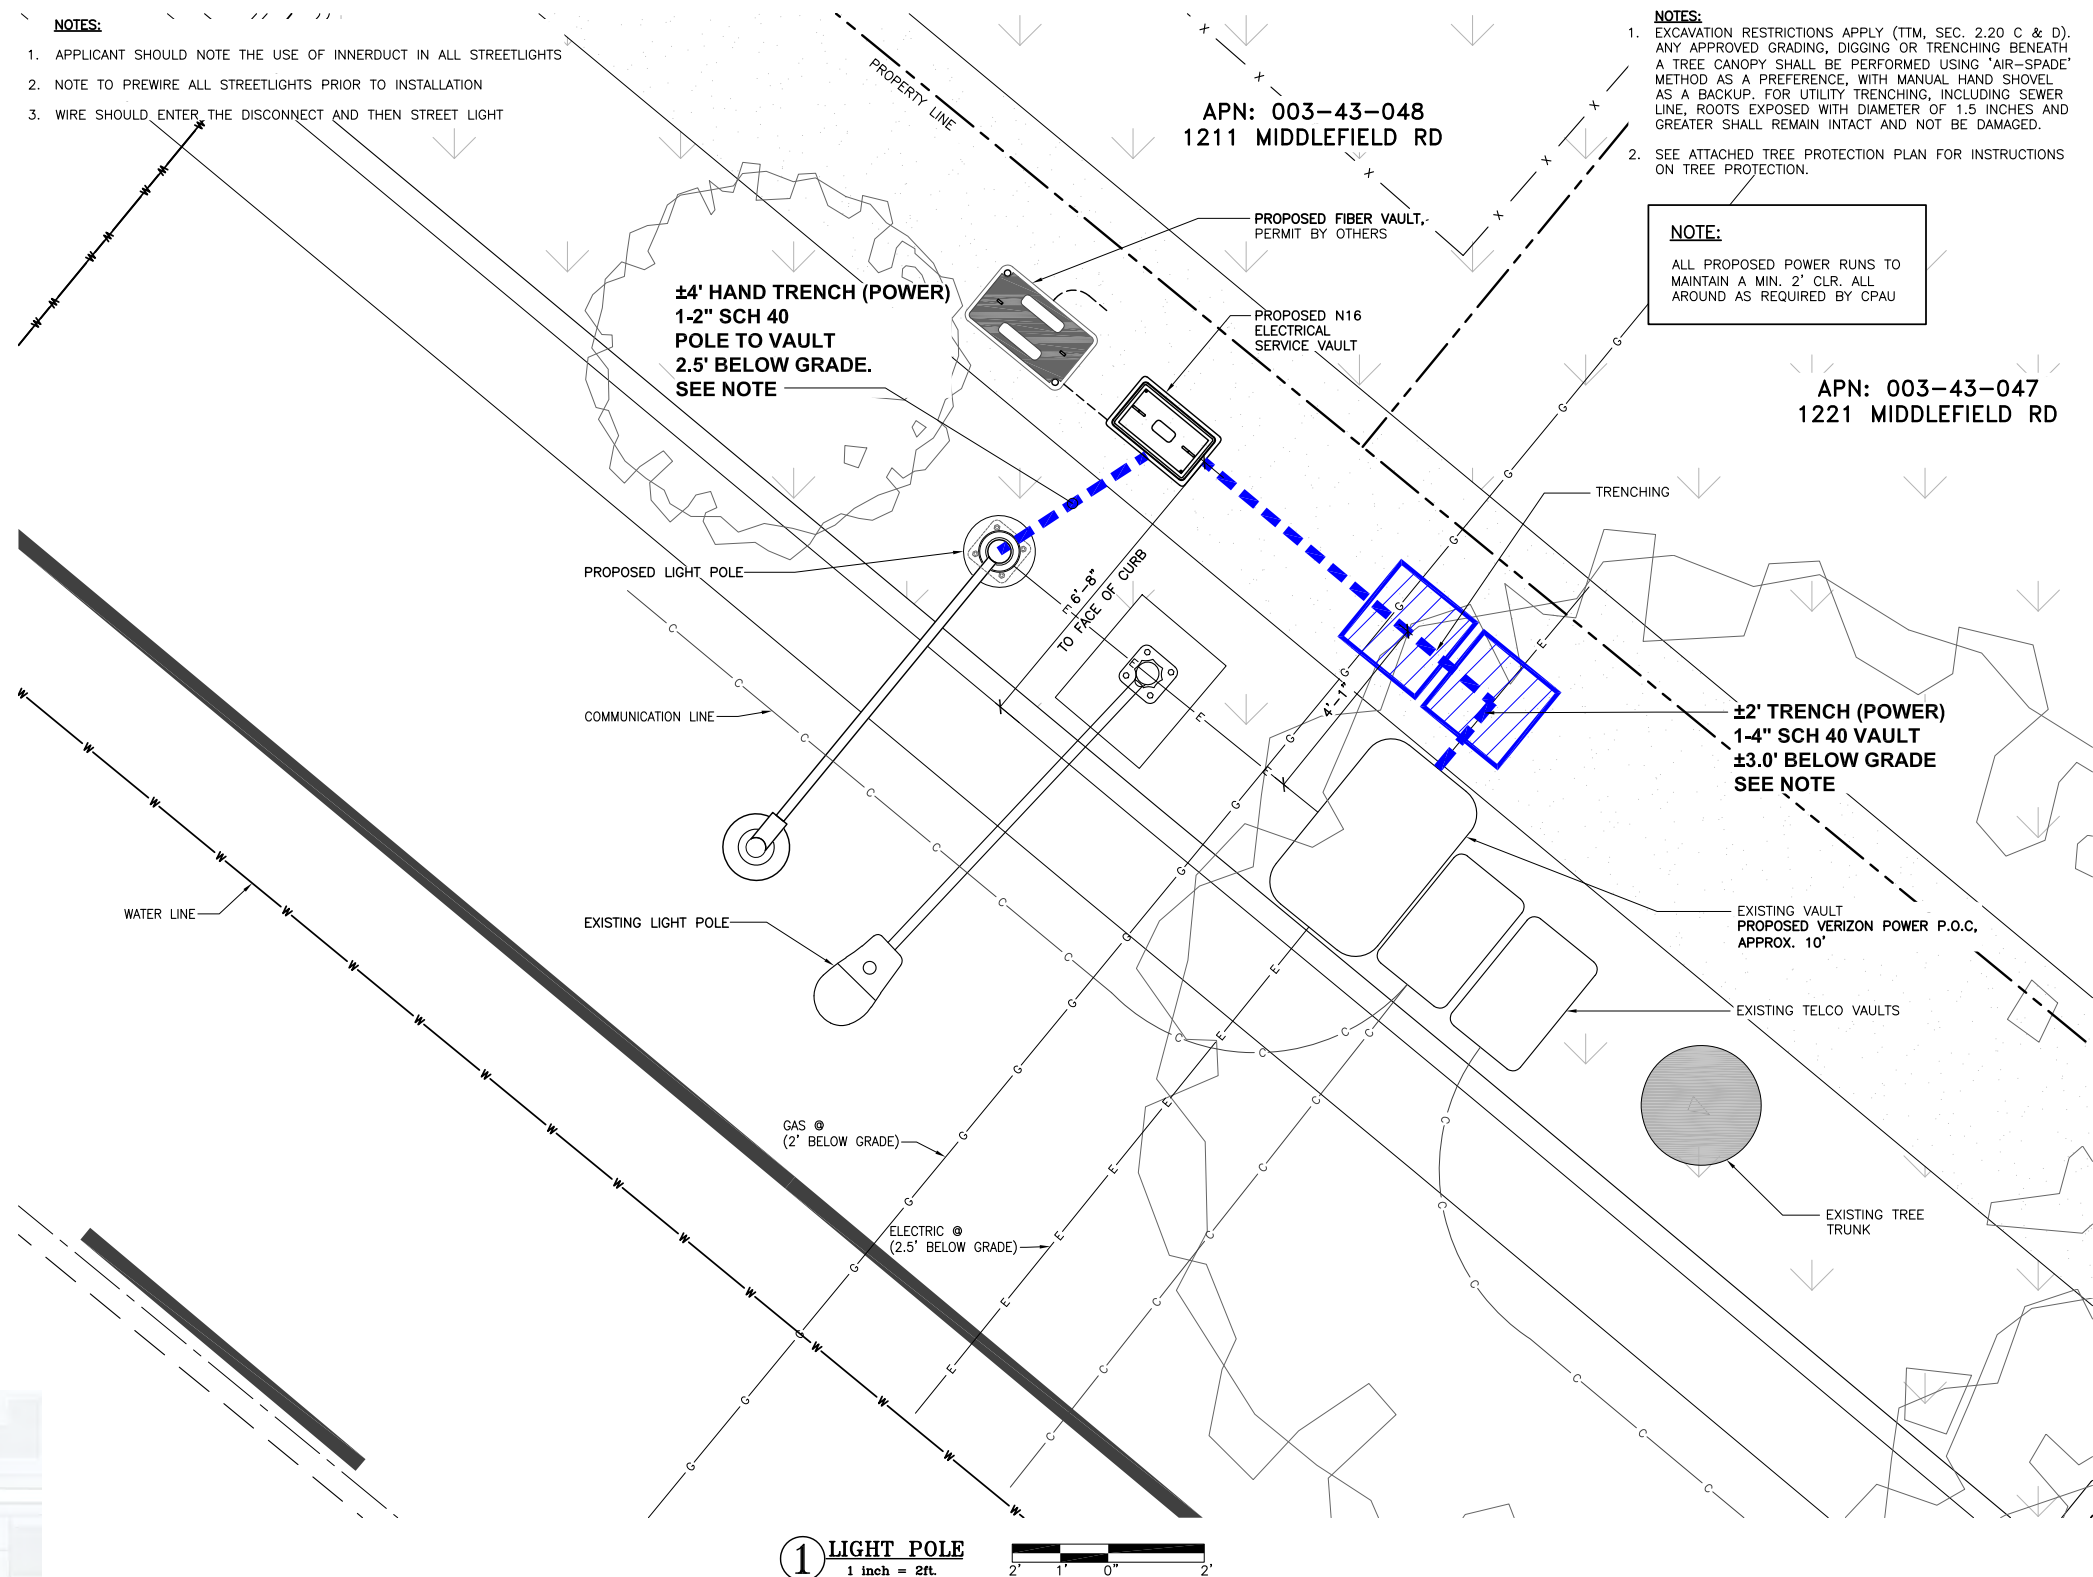 NOTES:
1. APPLICANT SHOULD NOTE THE USE OF INNERDUCT IN ALL STREETLIGHTS
2. NOTE TO PREWIRE ALL STREETLIGHTS PRIOR TO INSTALLATION
3. WIRE SHOULD ENTER THE DISCONNECT AND THEN STREET LIGHT
NOTES:
1. EXCAVATION RESTRICTIONS APPLY (TTM, SEC. 2.20 C & D).
ANY APPROVED GRADING, DIGGING OR TRENCHING BENEATH
A TREE CANOPY SHALL BE PERFORMED USING 'AIR-SPADE'
METHOD AS A PREFERENCE, WITH MANUAL HAND SHOVEL
AS A BACKUP. FOR UTILITY TRENCHING, INCLUDING SEWER
LINE, ROOTS EXPOSED WITH DIAMETER OF 1.5 INCHES AND
GREATER SHALL REMAIN INTACT AND NOT BE DAMAGED.
2. SEE ATTACHED TREE PROTECTION PLAN FOR INSTRUCTIONS
ON TREE PROTECTION.
NOTE:
ALL PROPOSED POWER RUNS TO
MAINTAIN A MIN. 2' CLR. ALL
AROUND AS REQUIRED BY CPAU
PROPERTY LINE
APN: 003-43-048
1211 MIDDLEFIELD RD
PROPOSED FIBER VAULT,
PERMIT BY OTHERS
±4' HAND TRENCH (POWER)
1-2" SCH 40
POLE TO VAULT
2.5' BELOW GRADE.
SEE NOTE
PROPOSED N16
ELECTRICAL
SERVICE VAULT
APN: 003-43-047
1221 MIDDLEFIELD RD
TRENCHING
PROPOSED LIGHT POLE
6'-8"
TO FACE OF CURB
4'-1"
COMMUNICATION LINE
±2' TRENCH (POWER)
1-4" SCH 40 VAULT
±3.0' BELOW GRADE
SEE NOTE
WATER LINE
EXISTING LIGHT POLE
EXISTING VAULT
PROPOSED VERIZON POWER P.O.C,
APPROX. 10'
EXISTING TELCO VAULTS
GAS @
(2' BELOW GRADE)
ELECTRIC @
(2.5' BELOW GRADE)
EXISTING TREE
TRUNK
1 LIGHT POLE
1 inch = 2ft.
2' 1' 0" 2'